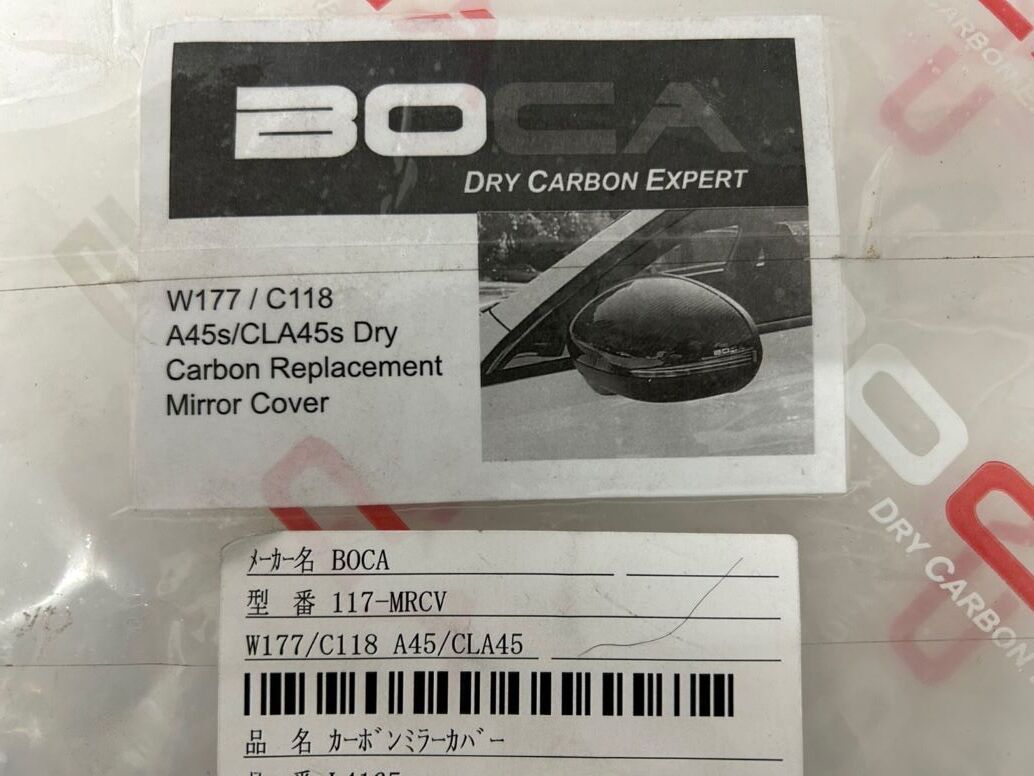 BOCA
DRY CARBON EXPERT
W177 / C118
A45s/CLA45s Dry
Carbon Replacement
Mirror Cover
BOCA
DRY CARBON
CARBON
ﾒｰｶｰ名 BOCA
型 番 117-MRCV
W177/C118 A45/CLA45
品 名 ｶｰﾎﾞﾝﾐﾗｰｶﾊﾞｰ